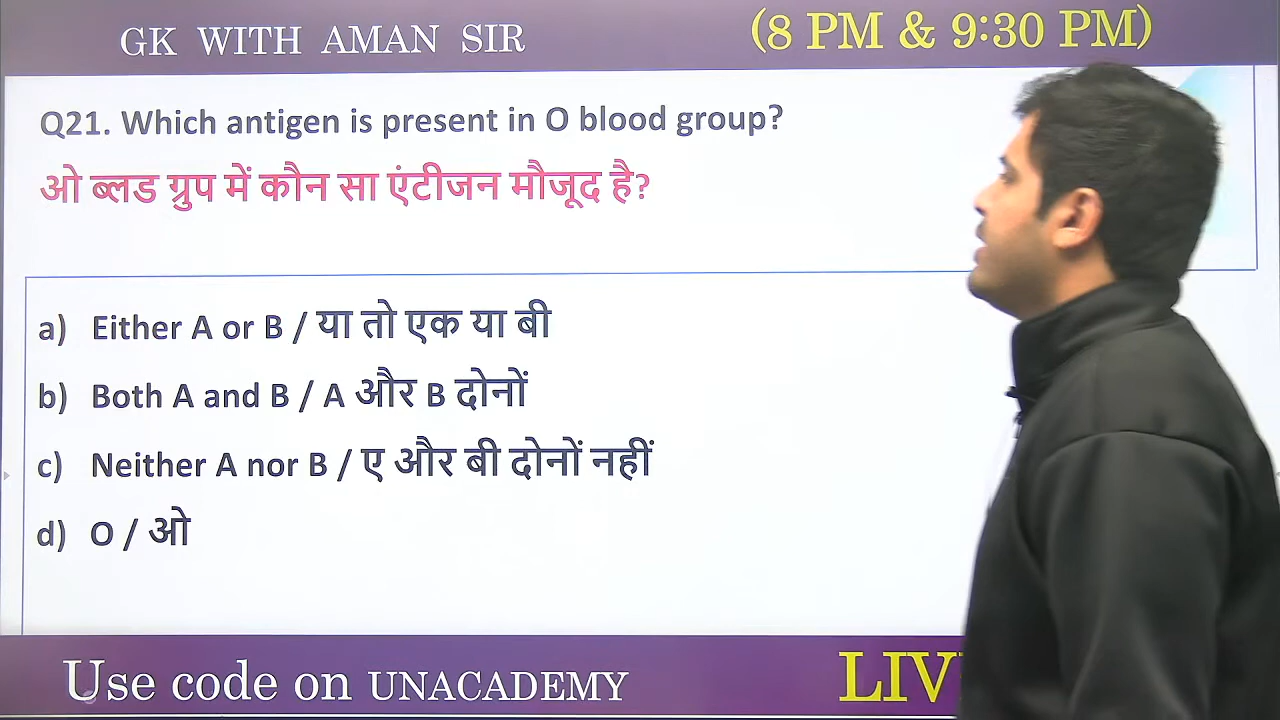 GK WITH AMAN SIR
(8 PM & 9:30 PM)
Q21. Which antigen is present in O blood group?
ओ ब्लड ग्रुप में कौन सा एंटीजन मौजूद है?
a) Either A or B / या तो एक या बी
b) Both A and B / A और B दोनों
c) Neither A nor B / ए और बी दोनों नहीं
d) O / ओ
Use code on UNACADEMY